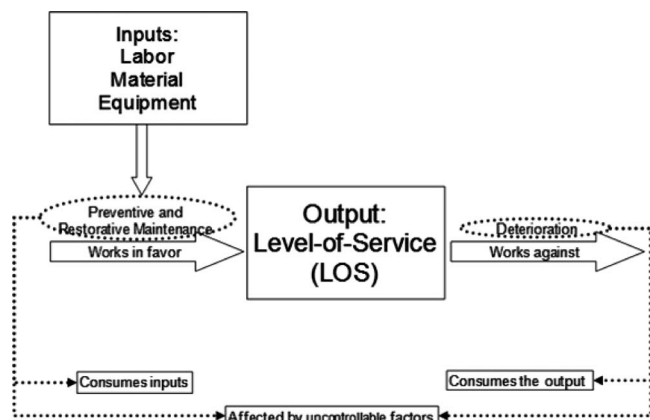 Inputs:
Labor
Material
Equipment
Preventive and
Restorative Maintenance
Works in favor
Output:
Level-of-Service
(LOS)
Deterioration
Works against
Consumes inputs
Consumes the output
Affected by uncontrollable factors